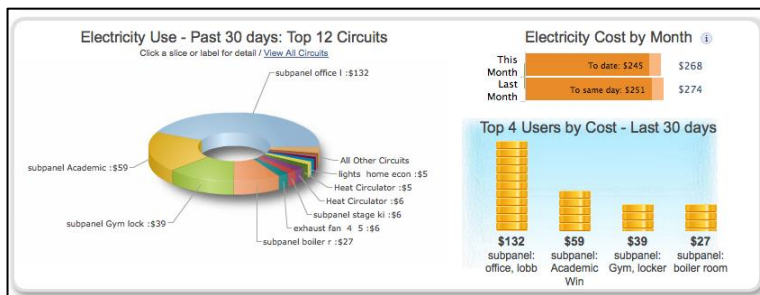 Electricity Use - Past 30 days: Top 12 Circuits
Click a slice or label for detail / View All Circuits
subpanel office l :$132
subpanel Academic :$59
subpanel Gym lock :$39
subpanel boiler r :$27
exhaust fan 4 5 :$6
subpanel stage ki :$6
Heat Circulator :$6
Heat Circulator :$5
lights home econ :$5
All Other Circuits
Electricity Cost by Month i
This Month
To date: $245
$268
Last Month
To same day: $251
$274
Top 4 Users by Cost - Last 30 days
$132
subpanel:
office, lobb
$59
subpanel:
Academic
Win
$39
subpanel:
Gym, locker
$27
subpanel:
boiler room